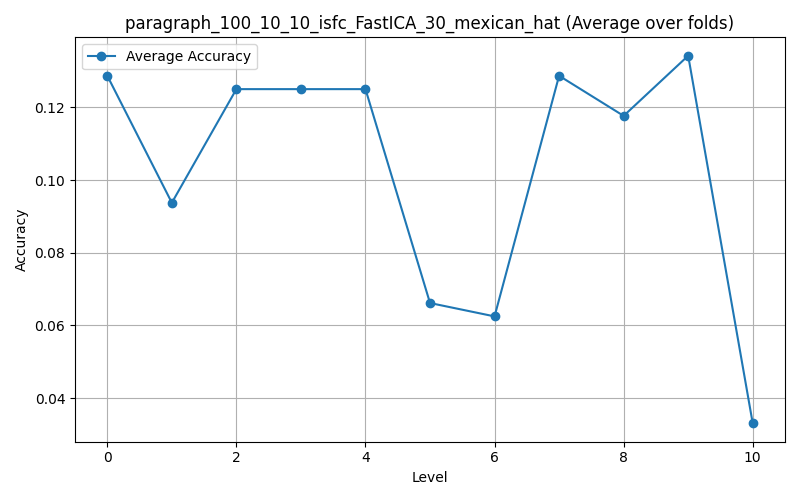 paragraph_100_10_10_isfc_FastICA_30_mexican_hat (Average over folds)
Average Accuracy
Accuracy
0.12
0.10
0.08
0.06
0.04
0 2 4 6 8 10
Level